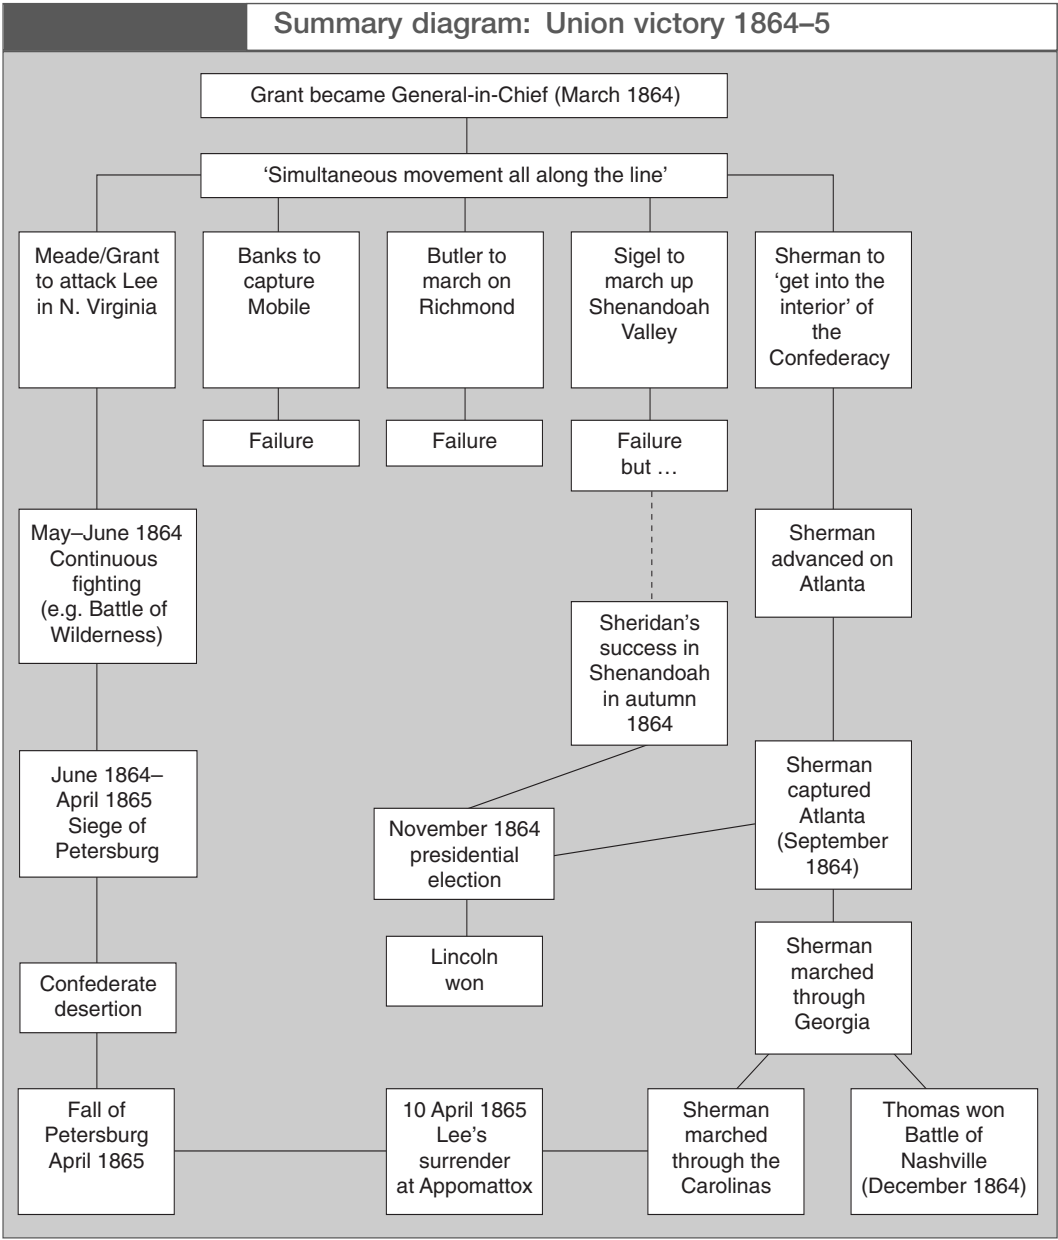 Summary diagram: Union victory 1864–5
Grant became General-in-Chief (March 1864)
‘Simultaneous movement all along the line’
Meade/Grant
to attack Lee
in N. Virginia
Banks to
capture
Mobile
Butler to
march on
Richmond
Sigel to
march up
Shenandoah
Valley
Sherman to
‘get into the
interior’ of
the
Confederacy
Failure
Failure
Failure
but …
May–June 1864
Continuous
fighting
(e.g. Battle of
Wilderness)
Sherman
advanced on
Atlanta
Sheridan’s
success in
Shenandoah
in autumn
1864
June 1864–
April 1865
Siege of
Petersburg
Sherman
captured
Atlanta
(September
1864)
November 1864
presidential
election
Lincoln
won
Sherman
marched
through
Georgia
Confederate
desertion
Fall of
Petersburg
April 1865
10 April 1865
Lee’s
surrender
at Appomattox
Sherman
marched
through the
Carolinas
Thomas won
Battle of
Nashville
(December 1864)